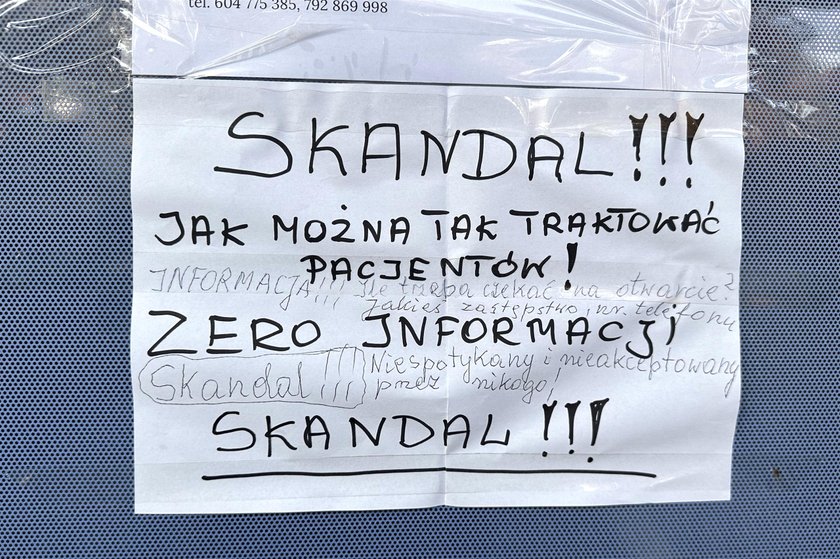 tel. 604 775 385, 792 869 998
SKANDAL!!!
JAK MOŻNA TAK TRAKTOWAĆ
PACJENTÓW!
INFORMACJA!!! Ile trzeba czekać na otwarcie?
Jakieś zastępstwo, nr. telefonu
ZERO INFORMACJI
Skandal!!! Niespotykany i nieakceptowany
przez nikogo!
SKANDAL!!!